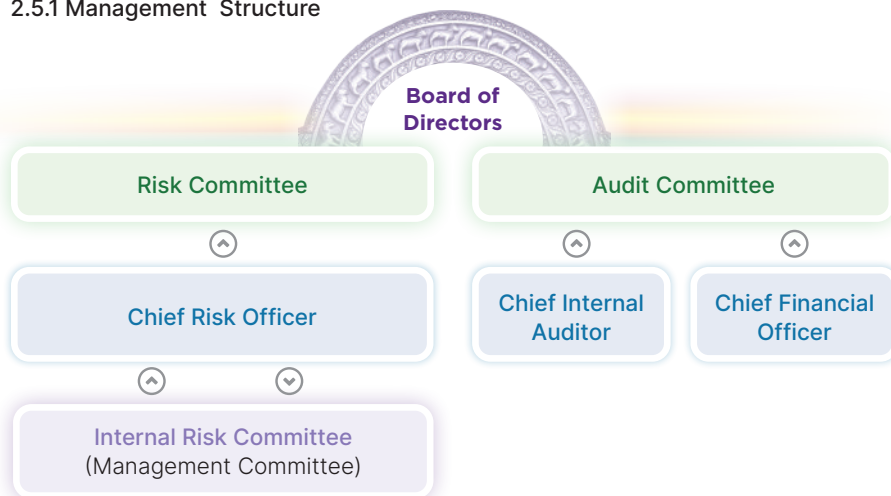 2.5.1 Management Structure
Board of
Directors
Risk Committee
Audit Committee
Chief Risk Officer
Chief Internal
Auditor
Chief Financial
Officer
Internal Risk Committee
(Management Committee)